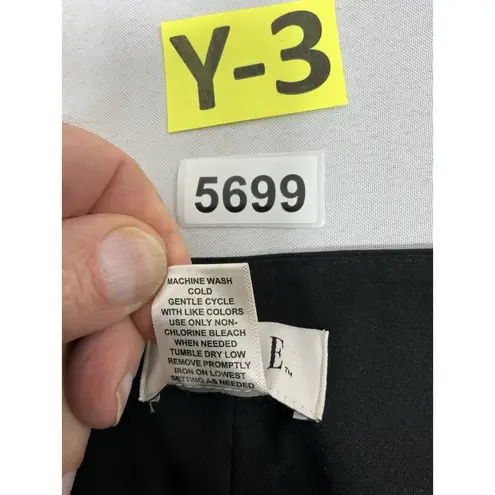 Y-3
5699
MACHINE WASH
COLD
GENTLE CYCLE
WITH LIKE COLORS
USE ONLY NON-
CHLORINE BLEACH
WHEN NEEDED
TUMBLE DRY LOW
REMOVE PROMPTLY
IRON ON LOWEST
SETTING AS NEEDED
E™